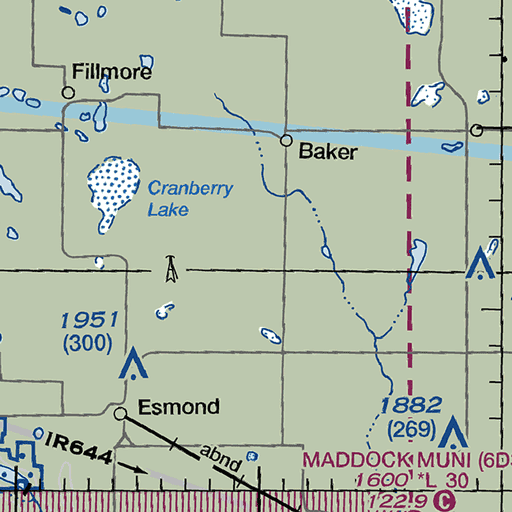 Fillmore
Baker
Cranberry
Lake
1951
(300)
Esmond
1882
(269)
IR644
abnd
MADDOCK MUNI (6D
1600 *L 30
122.9 C